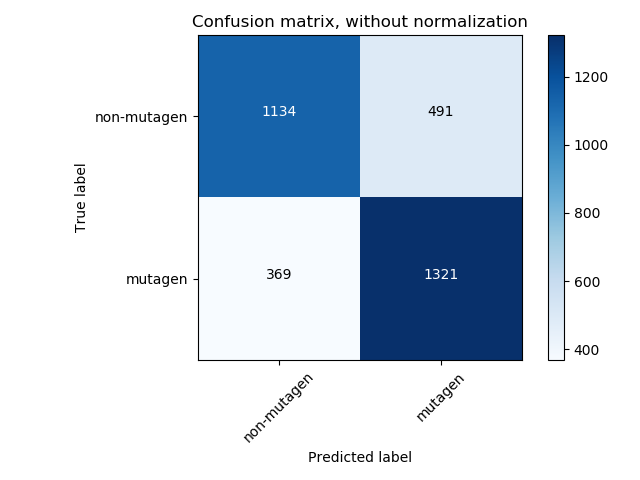 Confusion matrix, without normalization
non-mutagen
1134
491
mutagen
369
1321
True label
non-mutagen
mutagen
Predicted label
1200
1000
800
600
400